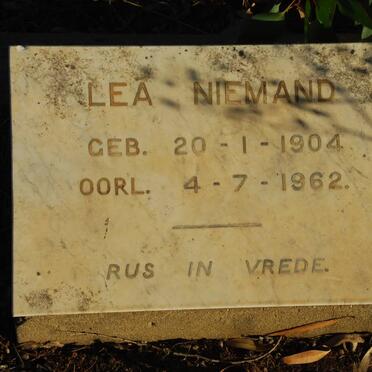 LEA NIEMAND
GEB. 20 - 1 - 1904
OORL. 4 - 7 - 1962.
RUS IN VREDE.